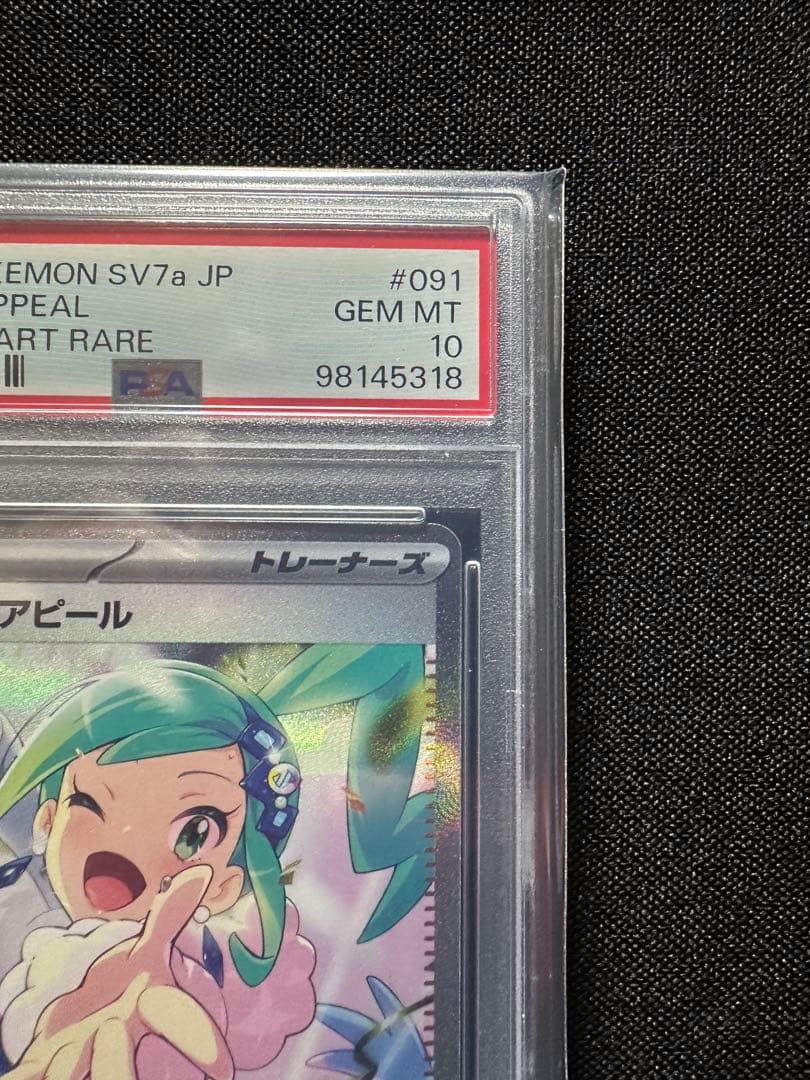 EMON SV7a JP #091
PPEAL GEM MT
ART RARE 10
PSA 98145318
トレーナーズ
アピール